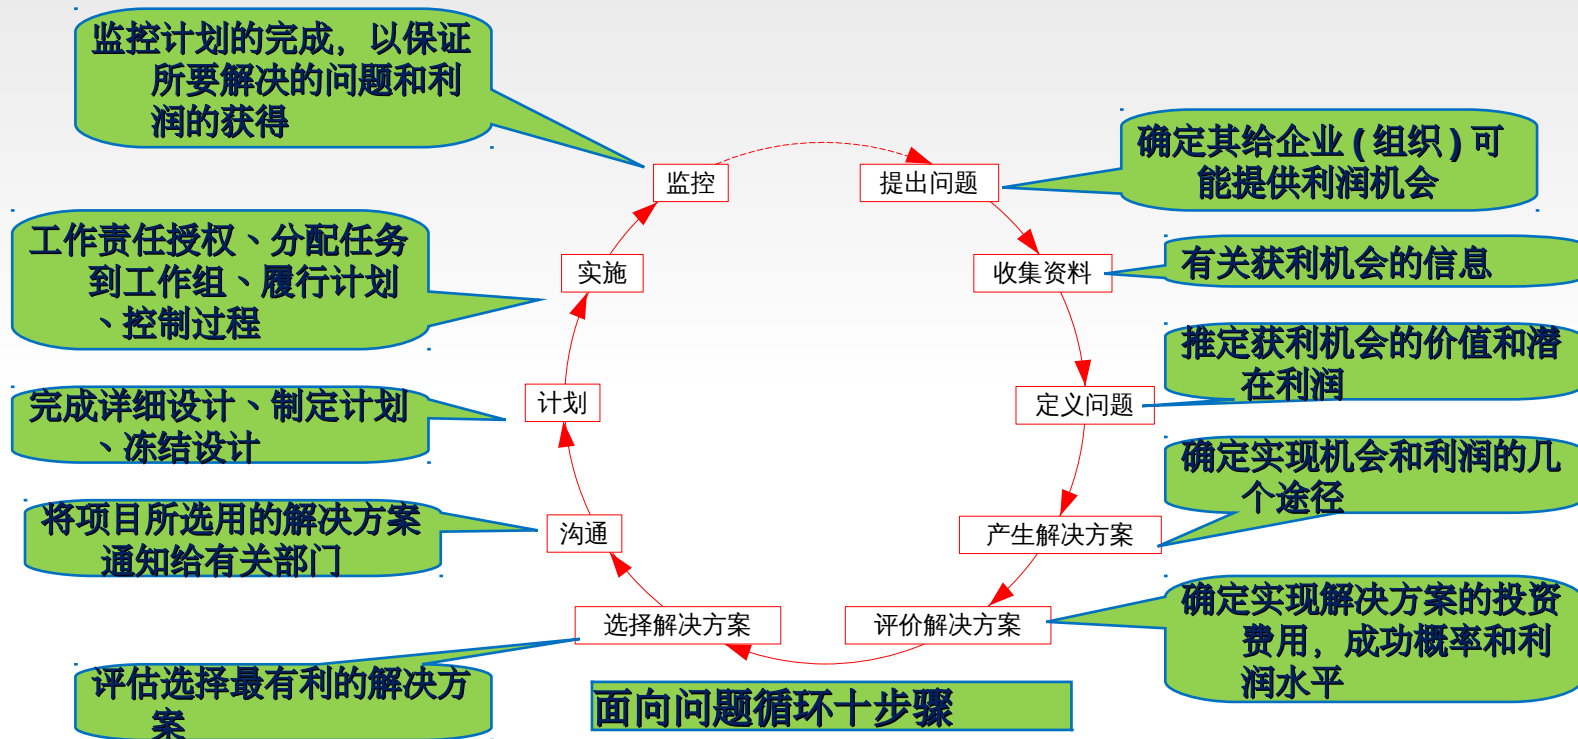 监控计划的完成，以保证
所要解决的问题和利
润的获得
监控
提出问题
确定其给企业(组织)可
能提供利润机会
工作责任授权、分配任务
到工作组、履行计划
、控制过程
实施
收集资料
有关获利机会的信息
推定获利机会的价值和潜
在利润
完成详细设计、制定计划
、冻结设计
计划
定义问题
确定实现机会和利润的几
个途径
将项目所选用的解决方案
通知给有关部门
沟通
产生解决方案
选择解决方案
评价解决方案
确定实现解决方案的投资
费用，成功概率和利
润水平
评估选择最有利的解决方
案
面向问题循环十步骤